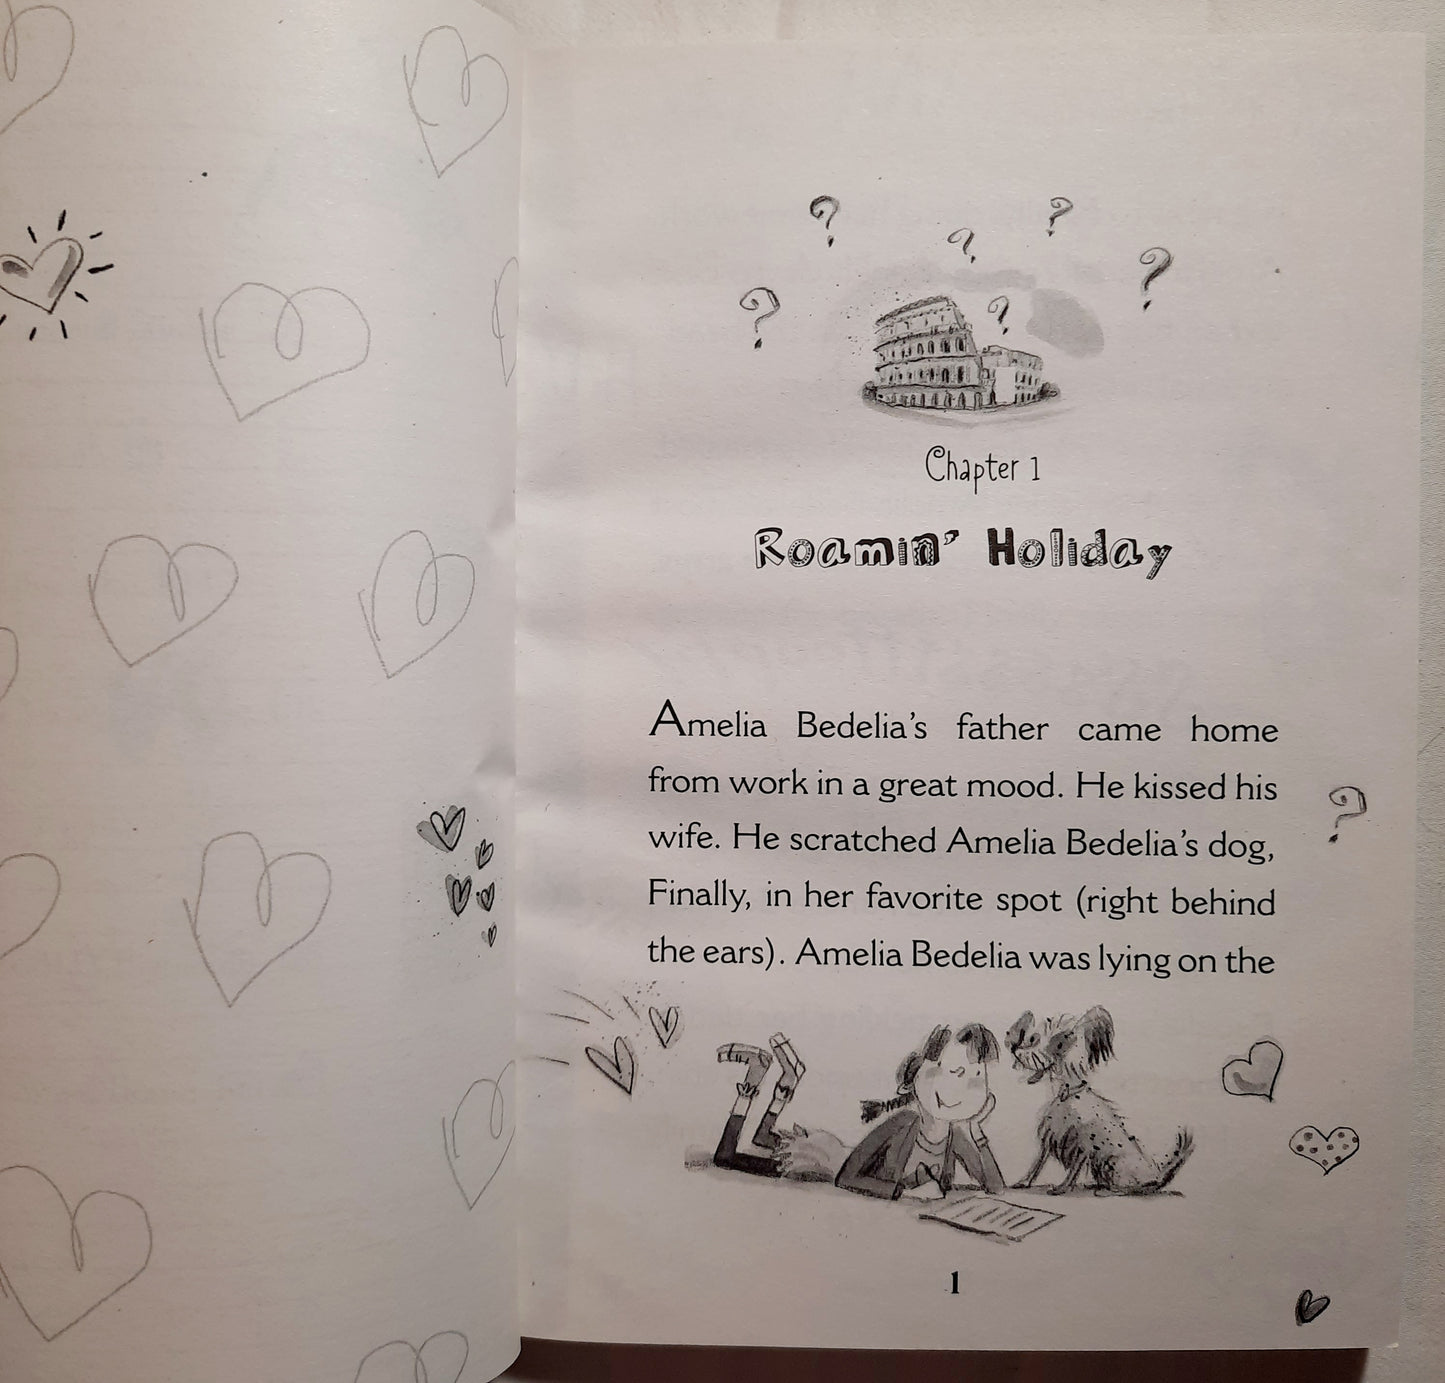 Chapter 1
Roamin' Holiday
Amelia Bedelia's father came home
from work in a great mood. He kissed his
wife. He scratched Amelia Bedelia's dog,
Finally, in her favorite spot (right behind
the ears). Amelia Bedelia was lying on the
1